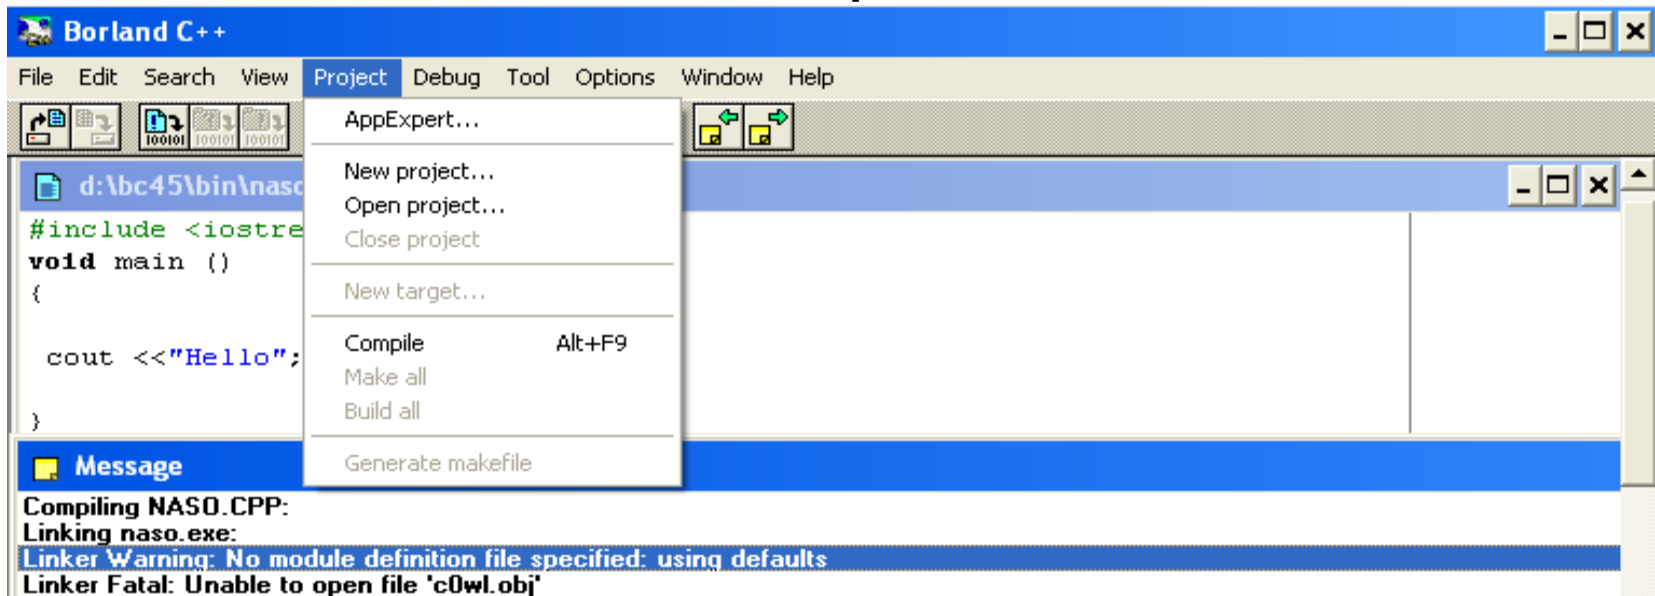 Borland C++
File Edit Search View Project Debug Tool Options Window Help
AppExpert...
New project...
Open project...
Close project
New target...
Compile Alt+F9
Make all
Build all
Generate makefile
d:\bc45\bin\naso
#include <iostre
void main ()
{
cout <<"Hello";
}
Message
Compiling NASO.CPP:
Linking naso.exe:
Linker Warning: No module definition file specified: using defaults
Linker Fatal: Unable to open file 'c0wl.obj'